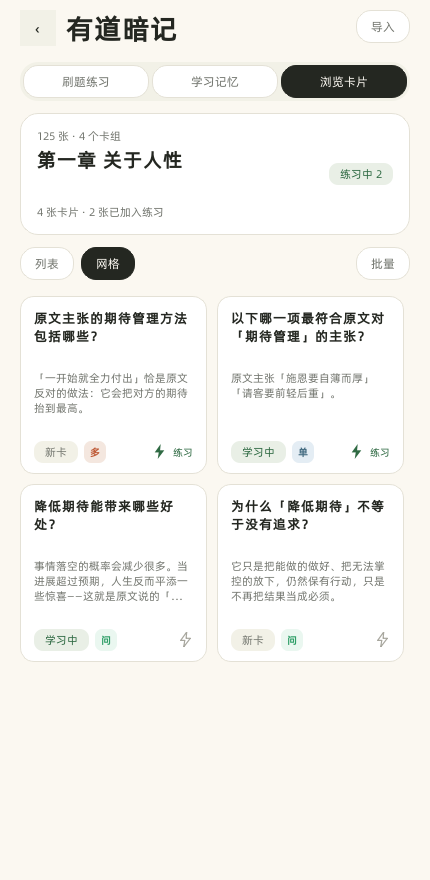 ‹ 有道暗记 导入
刷题练习 学习记忆 浏览卡片
125 张 · 4 个卡组
第一章 关于人性
练习中 2
4 张卡片 · 2 张已加入练习
列表 网格 批量
原文主张的期待管理方法
包括哪些？
「一开始就全力付出」恰是原文
反对的做法：它会把对方的期待
抬到最高。
新卡 多 练习
以下哪一项最符合原文对
「期待管理」的主张？
原文主张「施恩要自薄而厚」
「请客要前轻后重」。
学习中 单 练习
降低期待能带来哪些好
处？
事情落空的概率会减少很多。当
进展超过预期，人生反而平添一
些惊喜——这就是原文说的「…
学习中 问
为什么「降低期待」不等
于没有追求？
它只是把能做的做好、把无法掌
控的放下，仍然保有行动，只是
不再把结果当成必须。
新卡 问